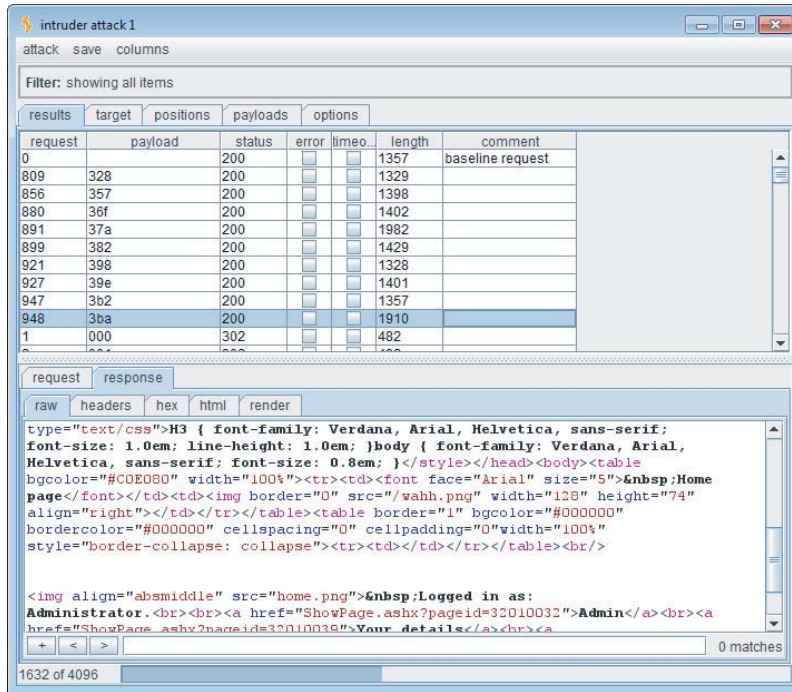 intruder attack 1
attack save columns
Filter: showing all items
results target positions payloads options
request payload status error timeo... length comment
0 200 1357 baseline request
809 328 200 1329
856 357 200 1398
880 36f 200 1402
891 37a 200 1982
899 382 200 1429
921 398 200 1328
927 39e 200 1401
947 3b2 200 1357
948 3ba 200 1910
1 000 302 482
request response
raw headers hex html render
type="text/css">H3 { font-family: Verdana, Arial, Helvetica, sans-serif;
font-size: 1.0em; line-height: 1.0em; }body { font-family: Verdana, Arial,
Helvetica, sans-serif; font-size: 0.8em; }</style></head><body><table
bgcolor="#C0E080" width="100%"><tr><td><font face="Arial" size="5">&nbsp;Home
page</font></td><td><img border="0" src="/wahh.png" width="128" height="74"
align="right"></td></tr></table><table border="1" bgcolor="#000000"
bordercolor="#000000" cellspacing="0" cellpadding="0"width="100%"
style="border-collapse: collapse"><tr><td></td></tr></table><br/>
<img align="absmiddle" src="home.png">&nbsp;Logged in as:
Administrator.<br><br><a href="ShowPage.ashx?pageid=32010032">Admin</a><br><a
href="ShowPage.ashx?pageid=32010039">Your details</a><br><a
+ < > 0 matches
1632 of 4096